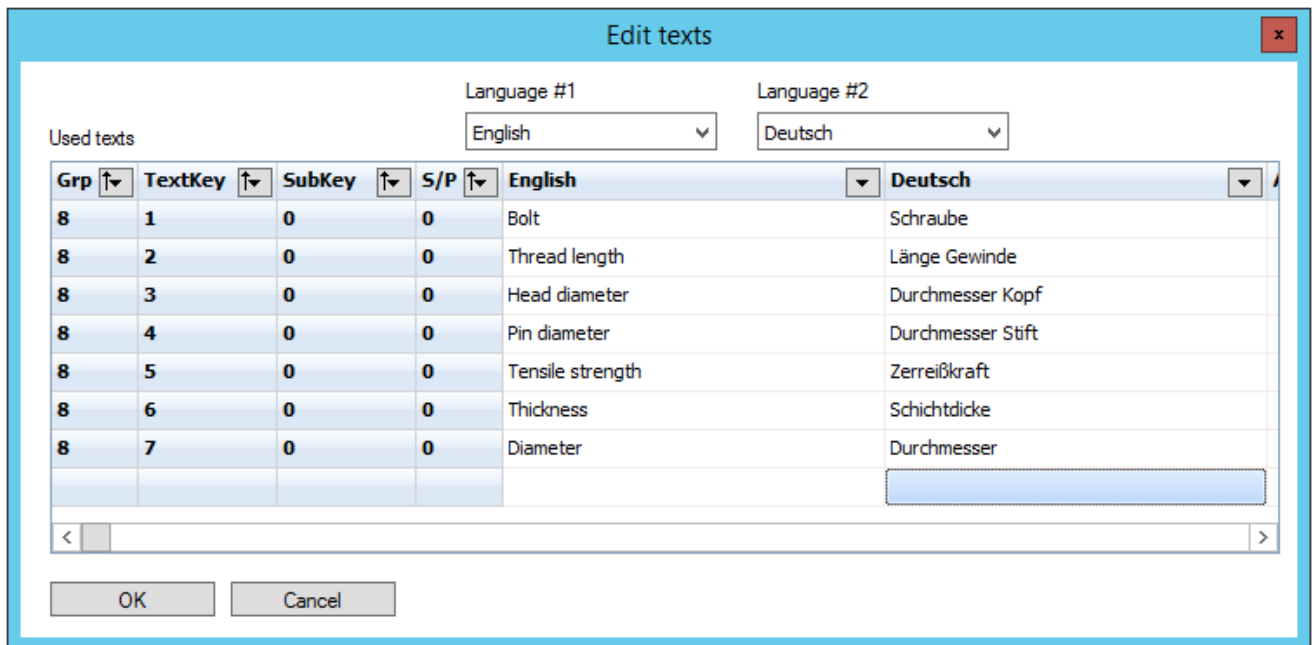 Edit texts
x
Language #1 Language #2
Used texts English Deutsch
Grp TextKey SubKey S/P English Deutsch
8 1 0 0 Bolt Schraube
8 2 0 0 Thread length Länge Gewinde
8 3 0 0 Head diameter Durchmesser Kopf
8 4 0 0 Pin diameter Durchmesser Stift
8 5 0 0 Tensile strength Zerreißkraft
8 6 0 0 Thickness Schichtdicke
8 7 0 0 Diameter Durchmesser
OK Cancel